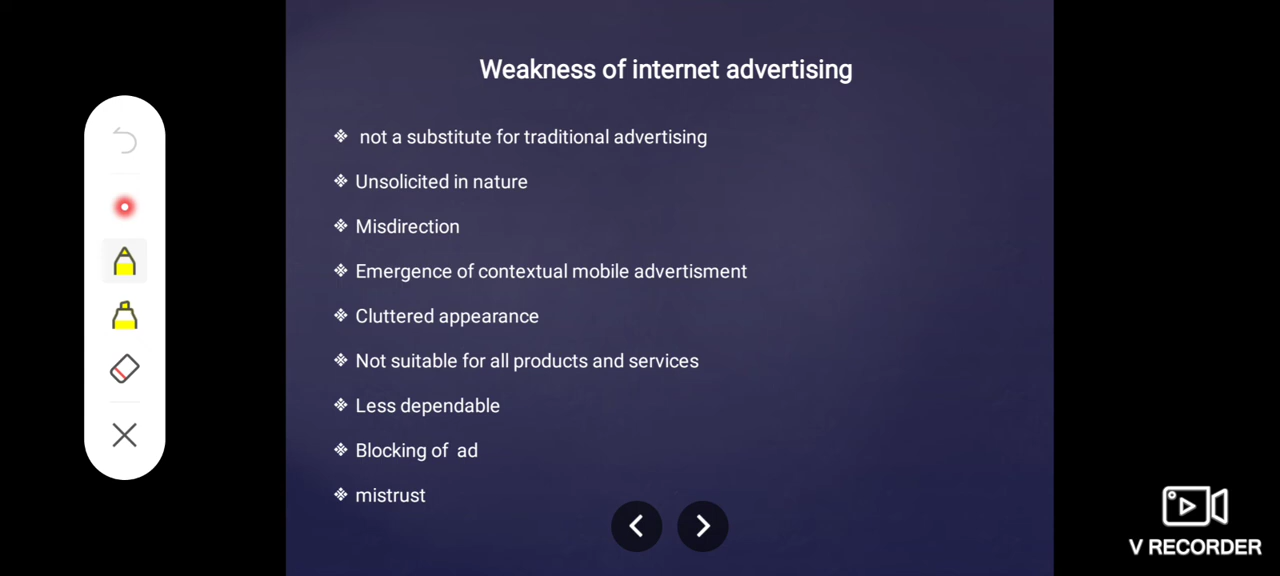 Weakness of internet advertising
❖ not a substitute for traditional advertising
❖ Unsolicited in nature
❖ Misdirection
❖ Emergence of contextual mobile advertisment
❖ Cluttered appearance
❖ Not suitable for all products and services
❖ Less dependable
❖ Blocking of ad
❖ mistrust
V RECORDER